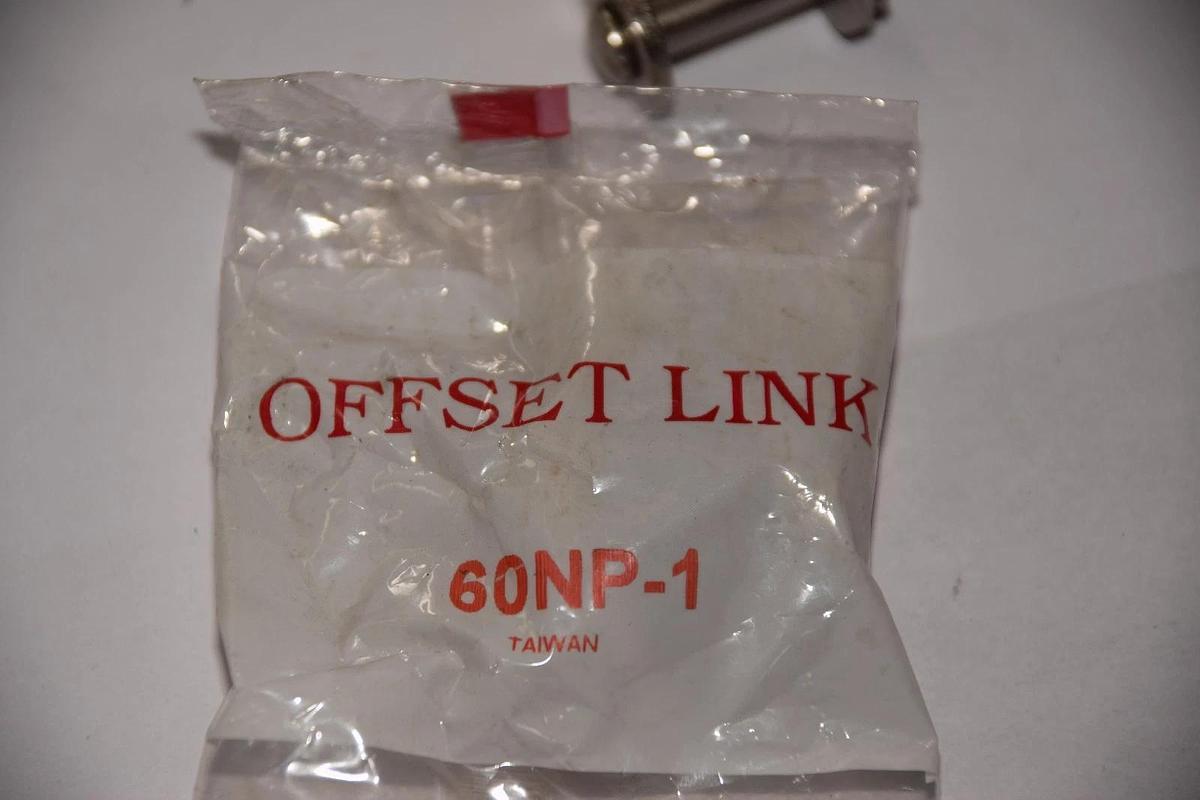 OFFSET LINK
60NP-1
TAIWAN